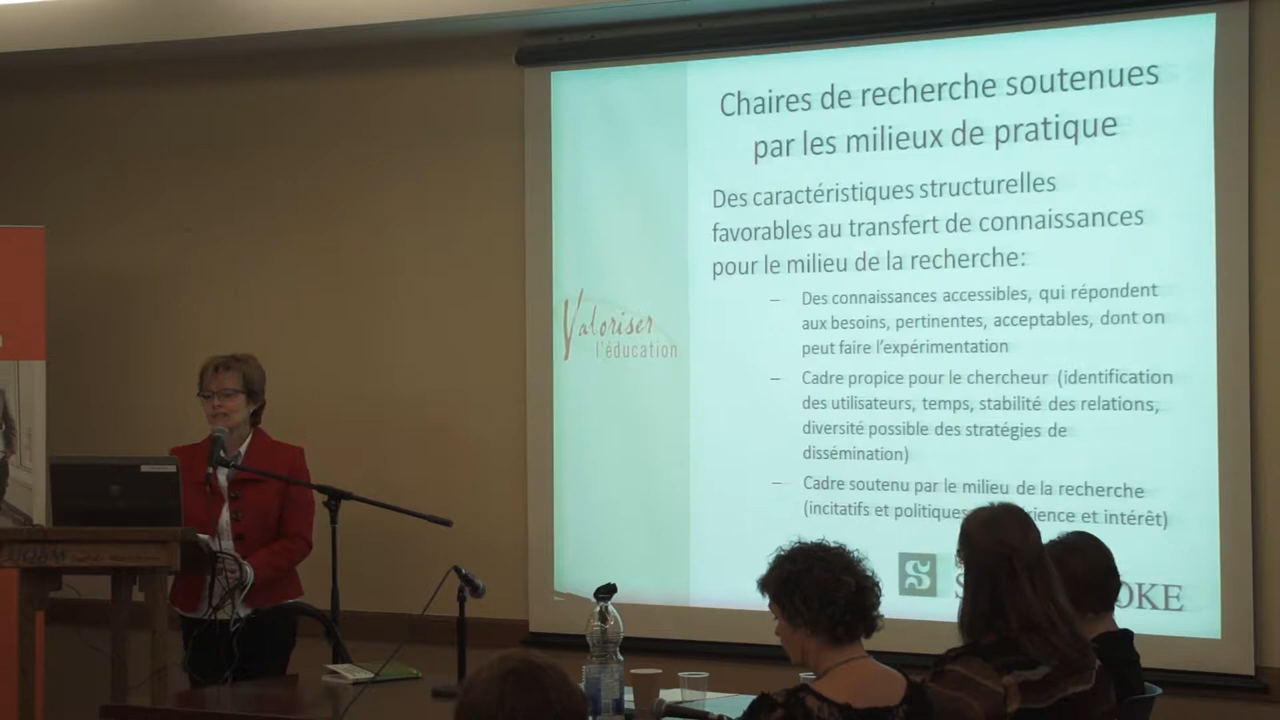 Chaires de recherche soutenues
par les milieux de pratique
Des caractéristiques structurelles
favorables au transfert de connaissances
pour le milieu de la recherche:
– Des connaissances accessibles, qui répondent
aux besoins, pertinentes, acceptables, dont on
peut faire l'expérimentation
– Cadre propice pour le chercheur (identification
des utilisateurs, temps, stabilité des relations,
diversité possible des stratégies de
dissémination)
– Cadre soutenu par le milieu de la recherche
(incitatifs et politiques et intérêt)
Valoriser
l'éducation